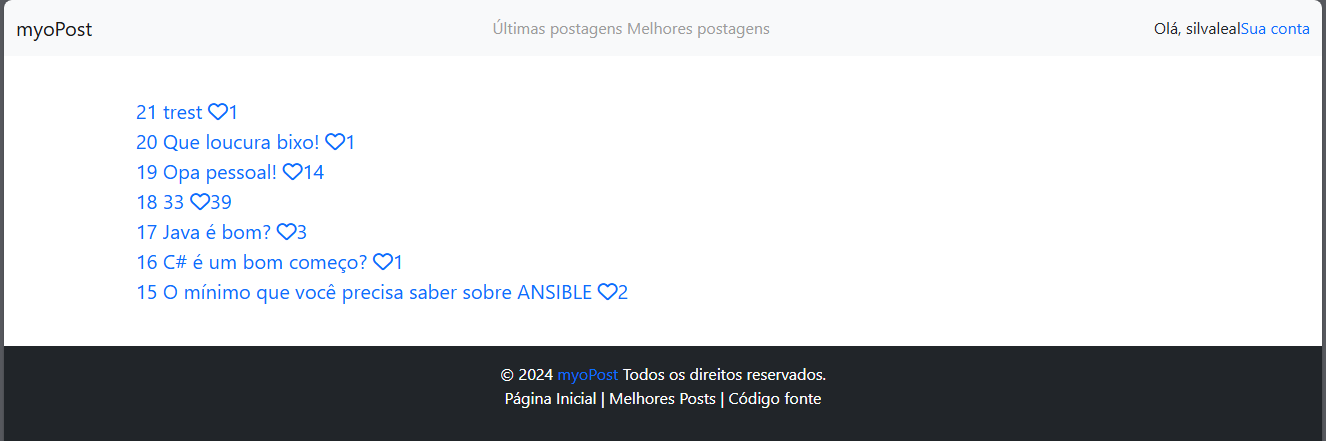 myoPost Últimas postagens Melhores postagens Olá, silvalealSua conta
21 trest 1
20 Que loucura bixo! 1
19 Opa pessoal! 14
18 33 39
17 Java é bom? 3
16 C# é um bom começo? 1
15 O mínimo que você precisa saber sobre ANSIBLE 2
© 2024 myoPost Todos os direitos reservados.
Página Inicial | Melhores Posts | Código fonte